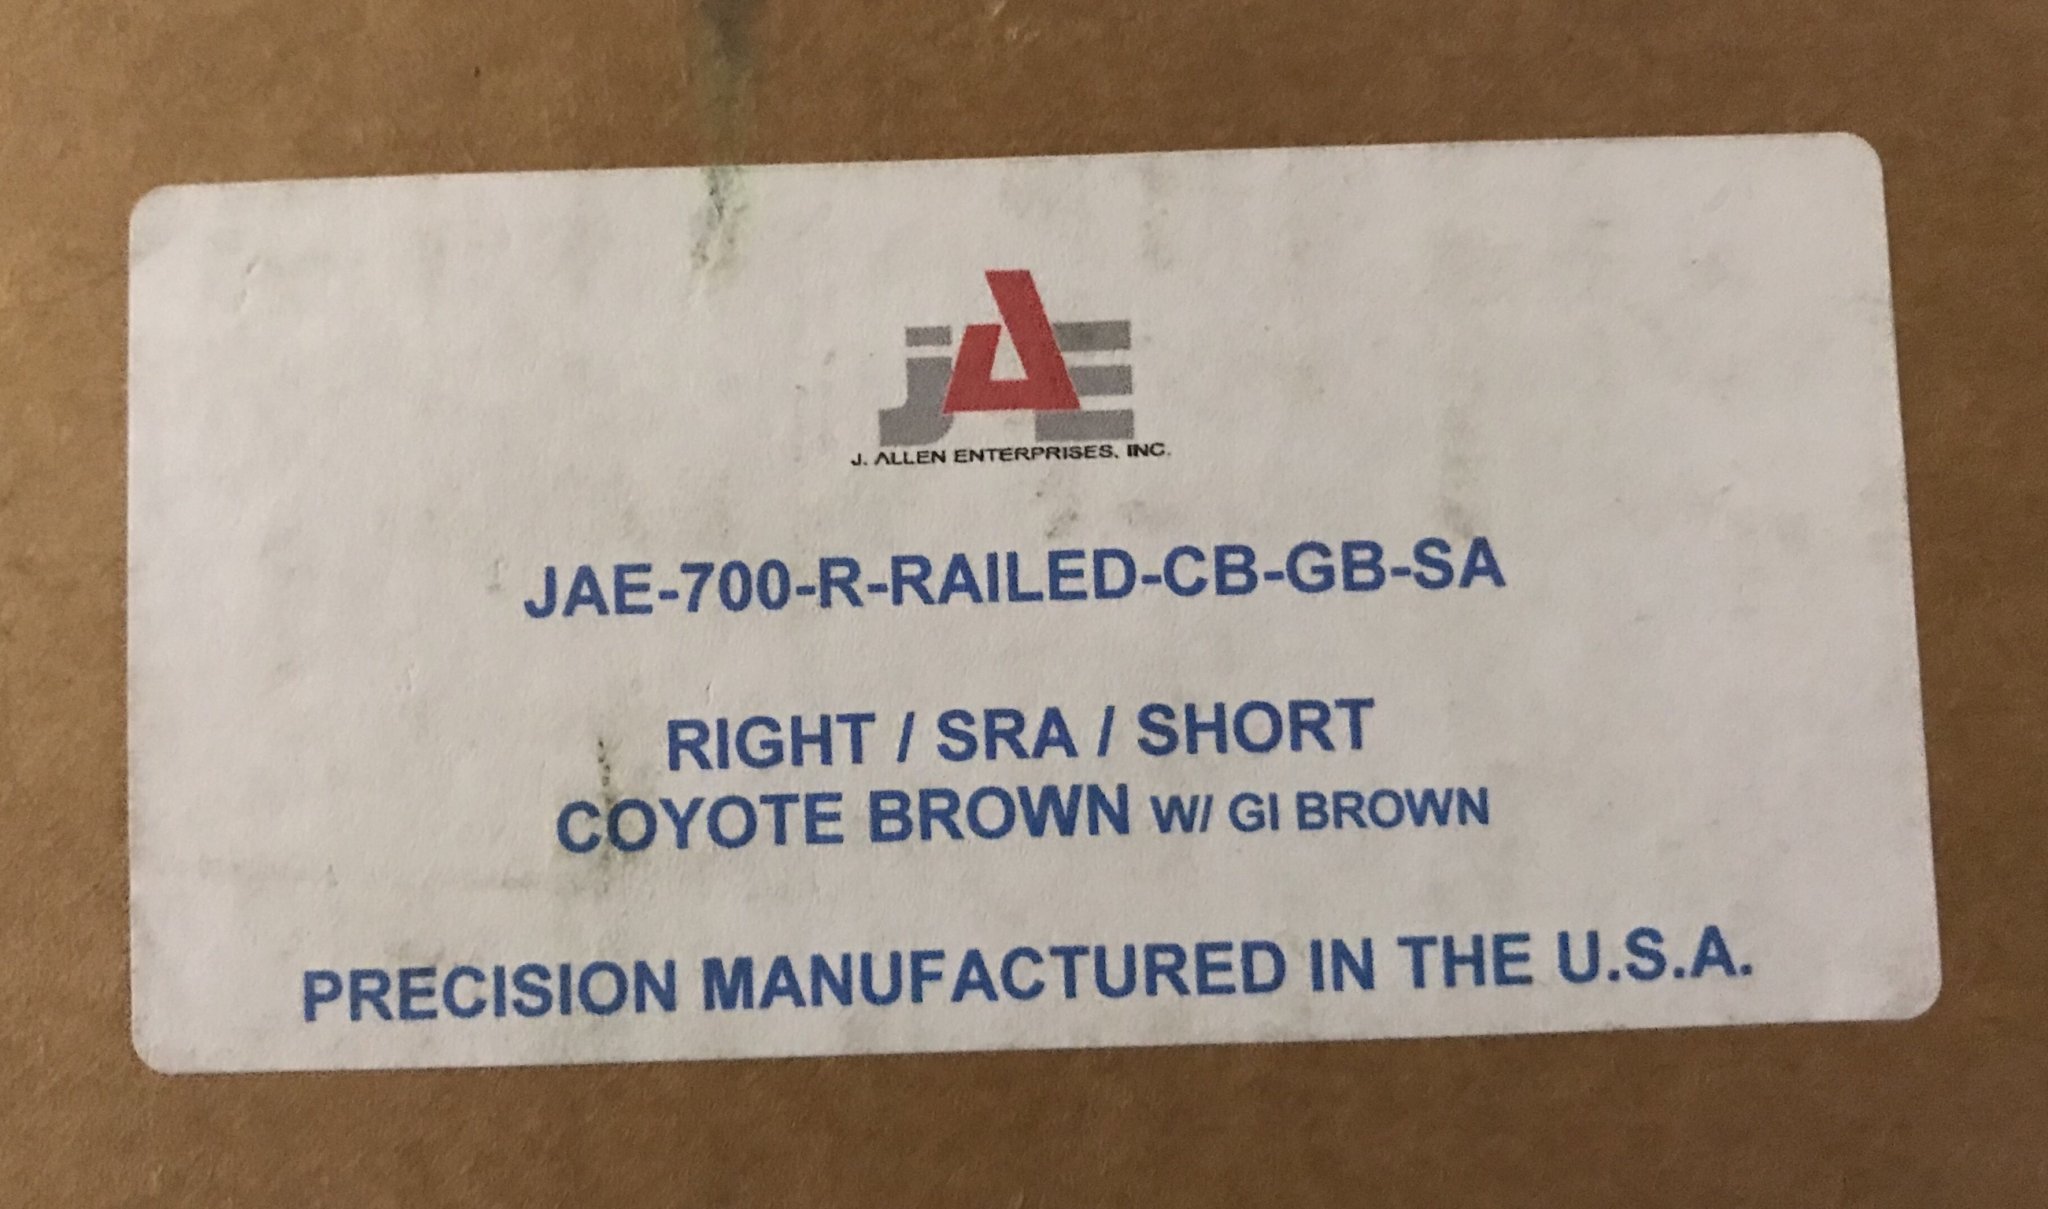 JAE
J. ALLEN ENTERPRISES, INC.
JAE-700-R-RAILED-CB-GB-SA
RIGHT / SRA / SHORT
COYOTE BROWN W/ GI BROWN
PRECISION MANUFACTURED IN THE U.S.A.